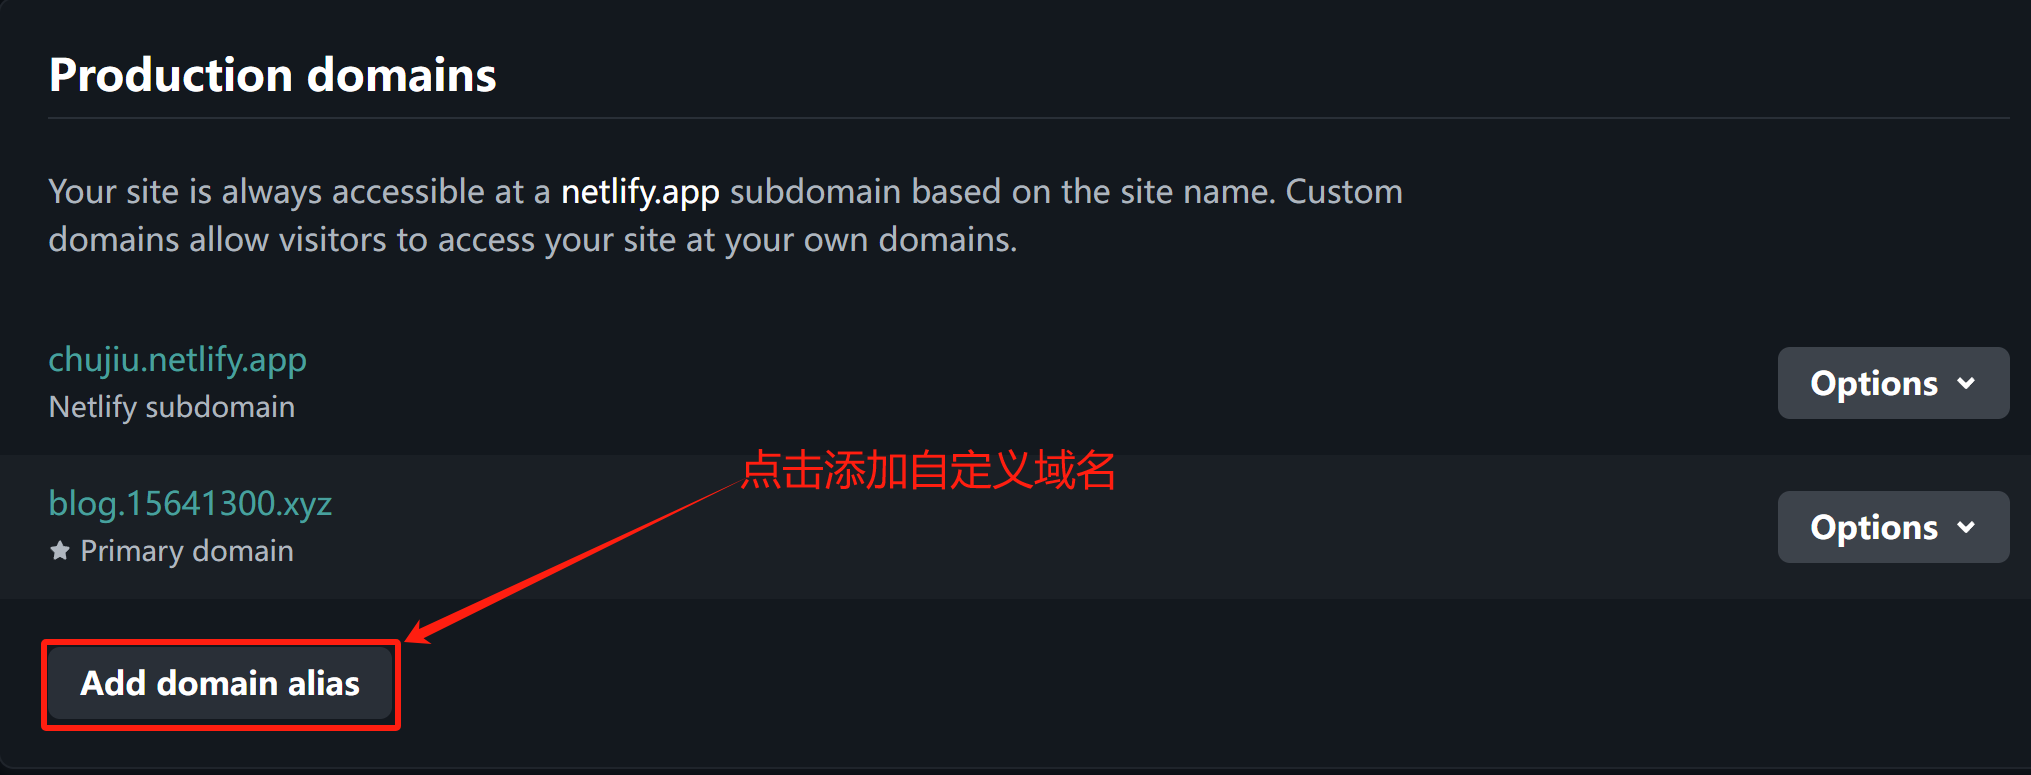 Production domains
Your site is always accessible at a netlify.app subdomain based on the site name. Custom
domains allow visitors to access your site at your own domains.
chujiu.netlify.app
Netlify subdomain
Options
点击添加自定义域名
blog.15641300.xyz
Primary domain
Options
Add domain alias